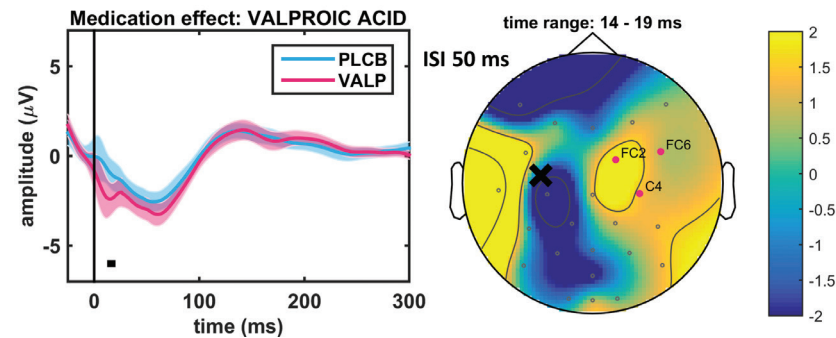 Medication effect: VALPROIC ACID
PLCB
VALP
amplitude (μV)
5
0
-5
0
100
200
300
time (ms)
time range: 14 - 19 ms
ISI 50 ms
FC2
FC6
C4
2
1.5
1
0.5
0
-0.5
-1
-1.5
-2